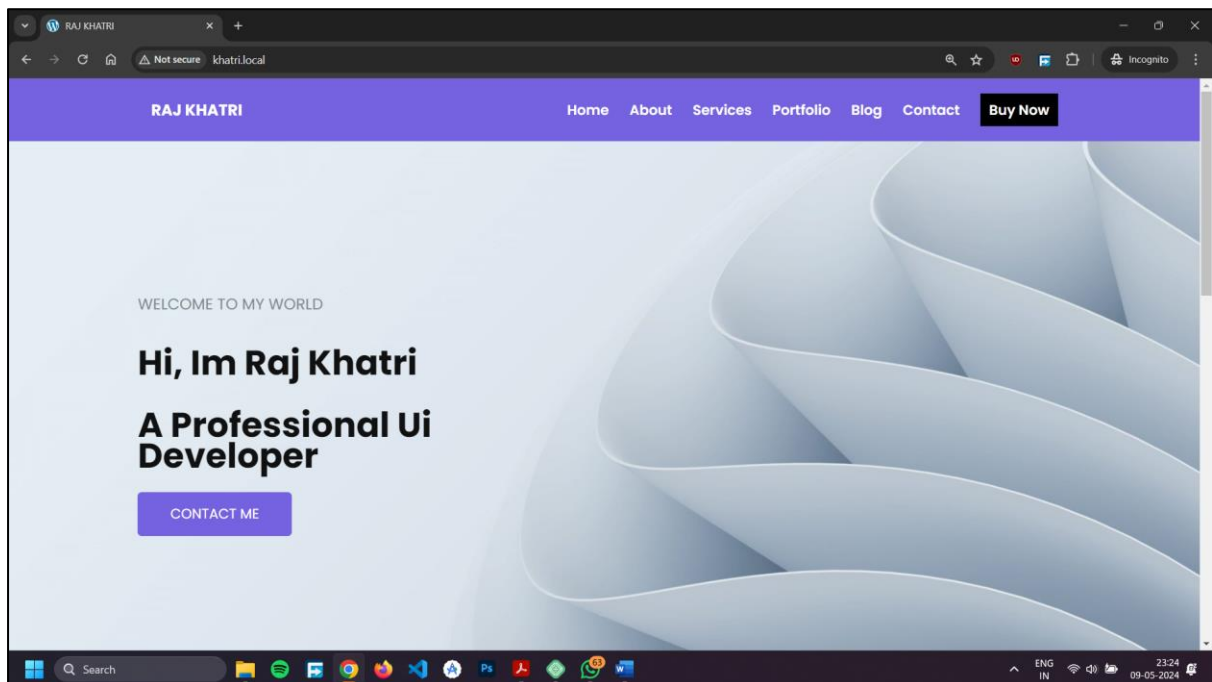 RAJ KHATRI
Not secure khatri.local
Incognito
RAJ KHATRI Home About Services Portfolio Blog Contact Buy Now
WELCOME TO MY WORLD
Hi, Im Raj Khatri
A Professional Ui
Developer
CONTACT ME
Search
Ps
63
W
ENG
IN
23:24
09-05-2024